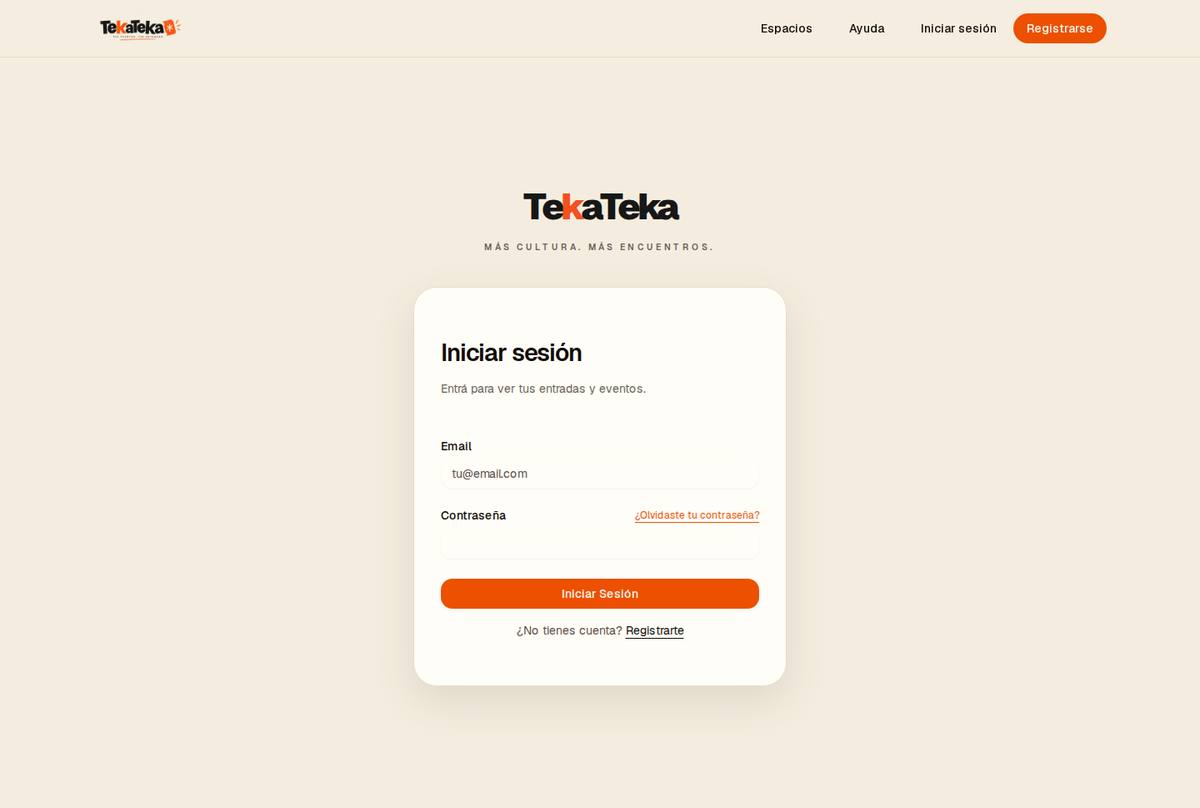 TekaTeka
Espacios
Ayuda
Iniciar sesión
Registrarse
TekaTeka
MÁS CULTURA. MÁS ENCUENTROS.
Iniciar sesión
Entrá para ver tus entradas y eventos.
Email
tu@email.com
Contraseña
¿Olvidaste tu contraseña?
Iniciar Sesión
¿No tienes cuenta? Registrarte